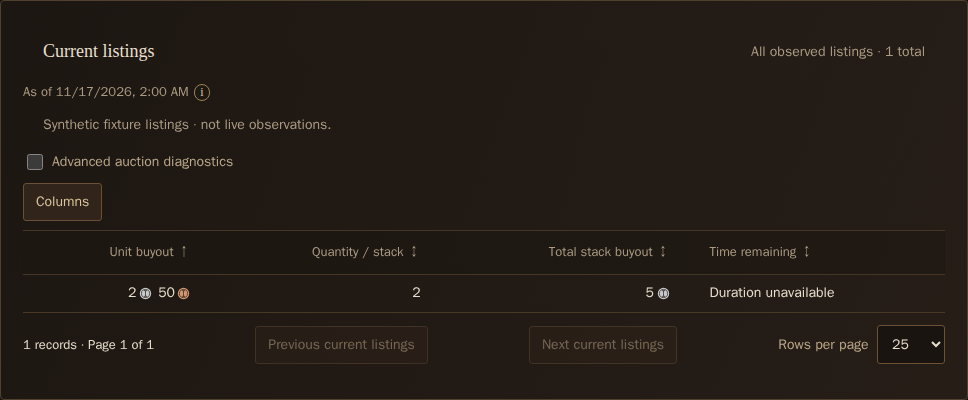 Current listings
All observed listings · 1 total
As of 11/17/2026, 2:00 AM
Synthetic fixture listings · not live observations.
Advanced auction diagnostics
Columns
Unit buyout ↑ Quantity / stack ↕ Total stack buyout ↕ Time remaining ↕
2 50 2 5 Duration unavailable
1 records · Page 1 of 1 Previous current listings Next current listings Rows per page 25